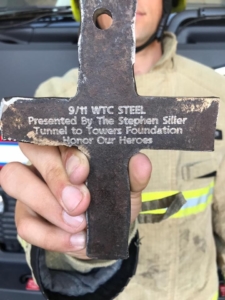 9/11 WTC STEEL
Presented By The Stephen Siller
Tunnel to Towers Foundation
Honor Our Heroes